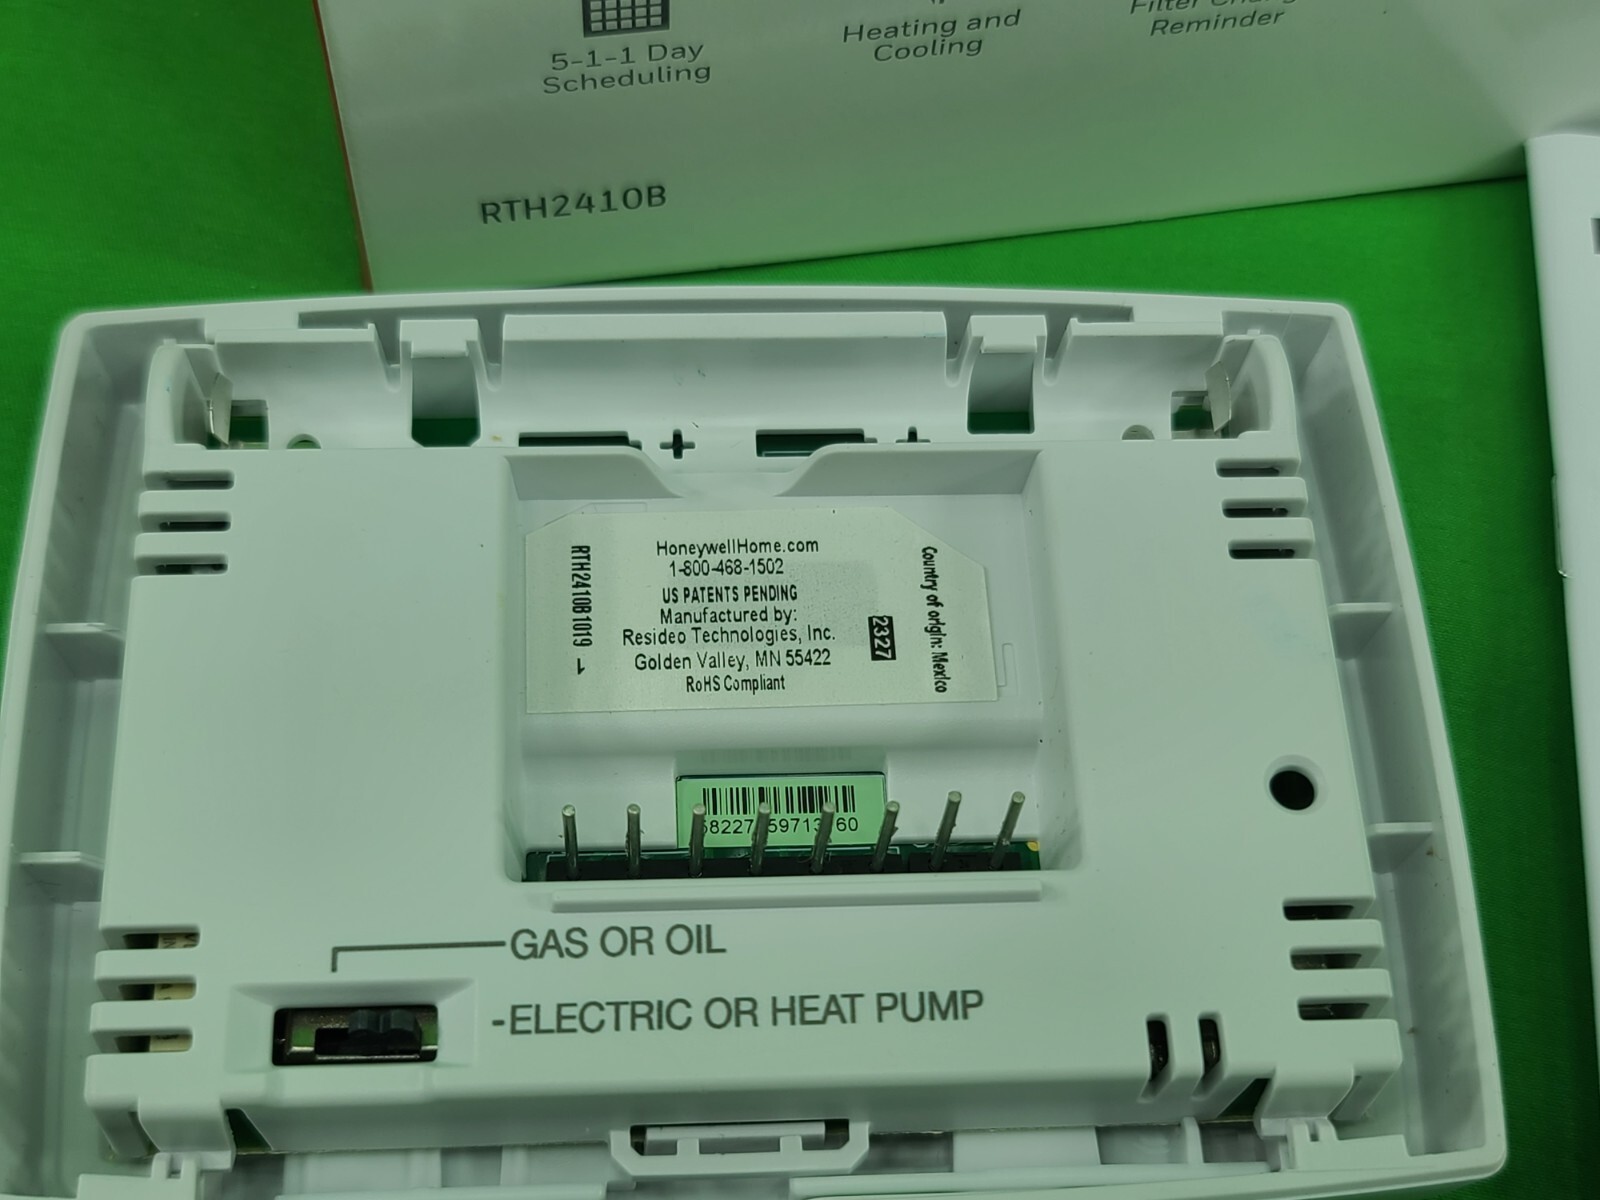 5-1-1 Day
Scheduling
Heating and
Cooling
Filter
Reminder
RTH2410B
RTH2410B1019 1
HoneywellHome.com
1-800-468-1502
US PATENTS PENDING
Manufactured by:
Resideo Technologies, Inc.
Golden Valley, MN 55422
RoHS Compliant
2327
Country of origin: Mexico
GAS OR OIL
-ELECTRIC OR HEAT PUMP